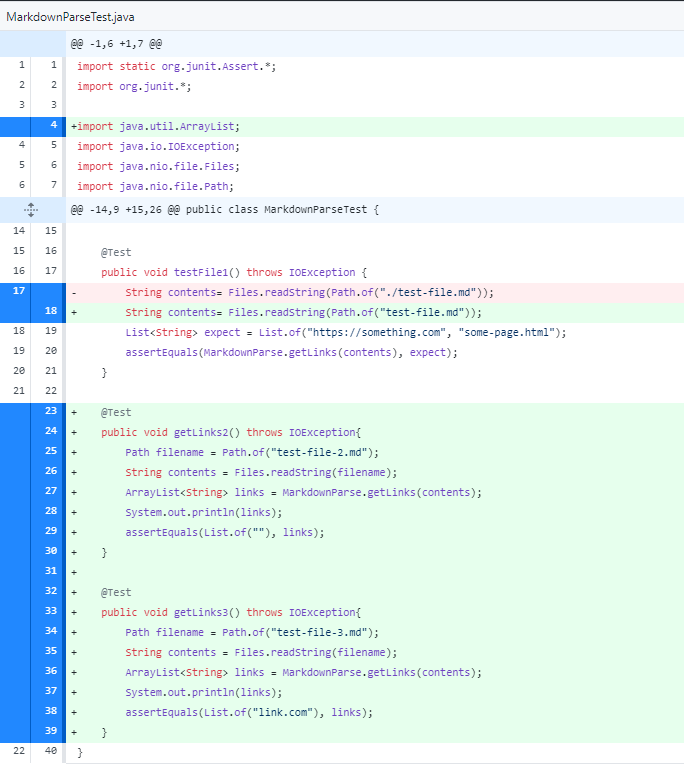 MarkdownParseTest.java
@@ -1,6 +1,7 @@
1 1 import static org.junit.Assert.*;
2 2 import org.junit.*;
3 3
4 +import java.util.ArrayList;
4 5 import java.io.IOException;
5 6 import java.nio.file.Files;
6 7 import java.nio.file.Path;
@@ -14,9 +15,26 @@ public class MarkdownParseTest {
14 15
15 16 @Test
16 17 public void testFile1() throws IOException {
17 - String contents= Files.readString(Path.of("./test-file.md"));
18 + String contents= Files.readString(Path.of("test-file.md"));
18 19 List<String> expect = List.of("https://something.com", "some-page.html");
19 20 assertEquals(MarkdownParse.getLinks(contents), expect);
20 21 }
21 22
23 + @Test
24 + public void getLinks2() throws IOException{
25 + Path filename = Path.of("test-file-2.md");
26 + String contents = Files.readString(filename);
27 + ArrayList<String> links = MarkdownParse.getLinks(contents);
28 + System.out.println(links);
29 + assertEquals(List.of(""), links);
30 + }
31 +
32 + @Test
33 + public void getLinks3() throws IOException{
34 + Path filename = Path.of("test-file-3.md");
35 + String contents = Files.readString(filename);
36 + ArrayList<String> links = MarkdownParse.getLinks(contents);
37 + System.out.println(links);
38 + assertEquals(List.of("link.com"), links);
39 + }
22 40 }